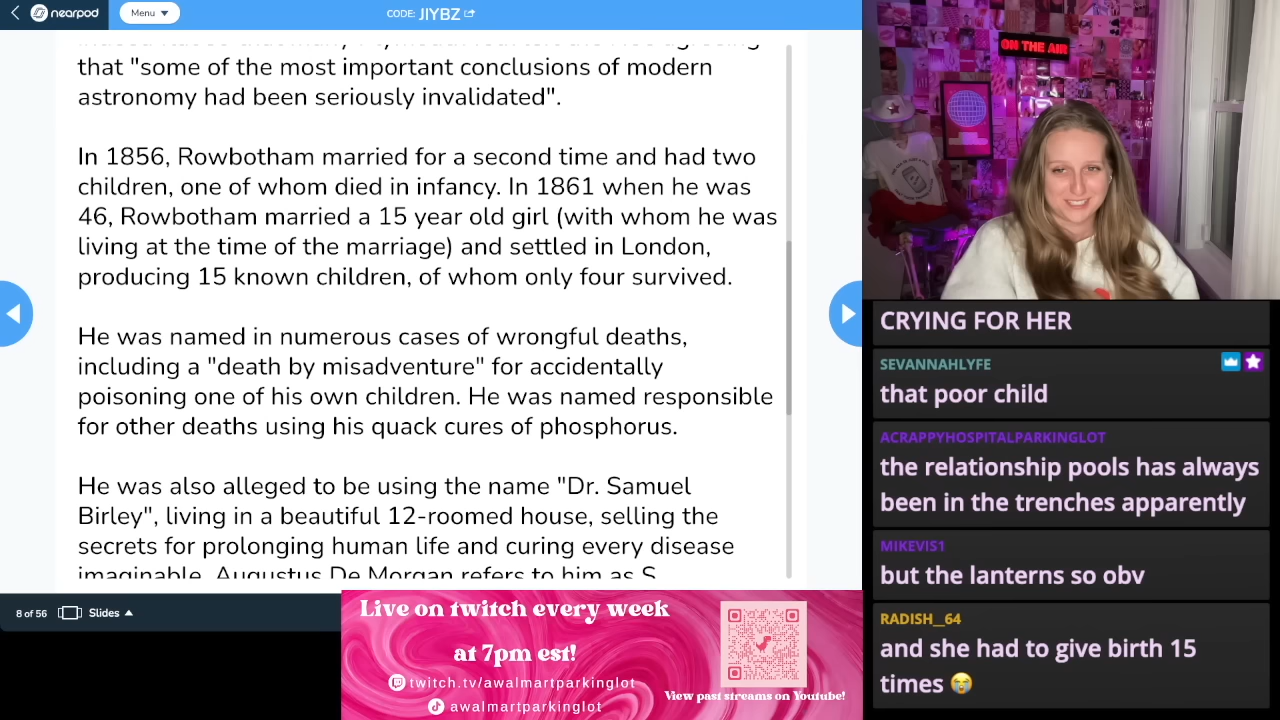 nearpod
Menu
CODE: JIYBZ
that "some of the most important conclusions of modern
astronomy had been seriously invalidated".
In 1856, Rowbotham married for a second time and had two
children, one of whom died in infancy. In 1861 when he was
46, Rowbotham married a 15 year old girl (with whom he was
living at the time of the marriage) and settled in London,
producing 15 known children, of whom only four survived.
He was named in numerous cases of wrongful deaths,
including a "death by misadventure" for accidentally
poisoning one of his own children. He was named responsible
for other deaths using his quack cures of phosphorus.
He was also alleged to be using the name "Dr. Samuel
Birley", living in a beautiful 12-roomed house, selling the
secrets for prolonging human life and curing every disease
imaginable. Augustus De Morgan refers to him as S.
8 of 56
Slides
Live on twitch every week
at 7pm est!
twitch.tv/awalmartparkinglot
awalmartparkinglot
View past streams on Youtube!
ON THE AIR
CRYING FOR HER
SEVANNAHLYFE
that poor child
ACRAPPYHOSPITALPARKINGLOT
the relationship pools has always
been in the trenches apparently
MIKEVIS1
but the lanterns so obv
RADISH__64
and she had to give birth 15
times 😭